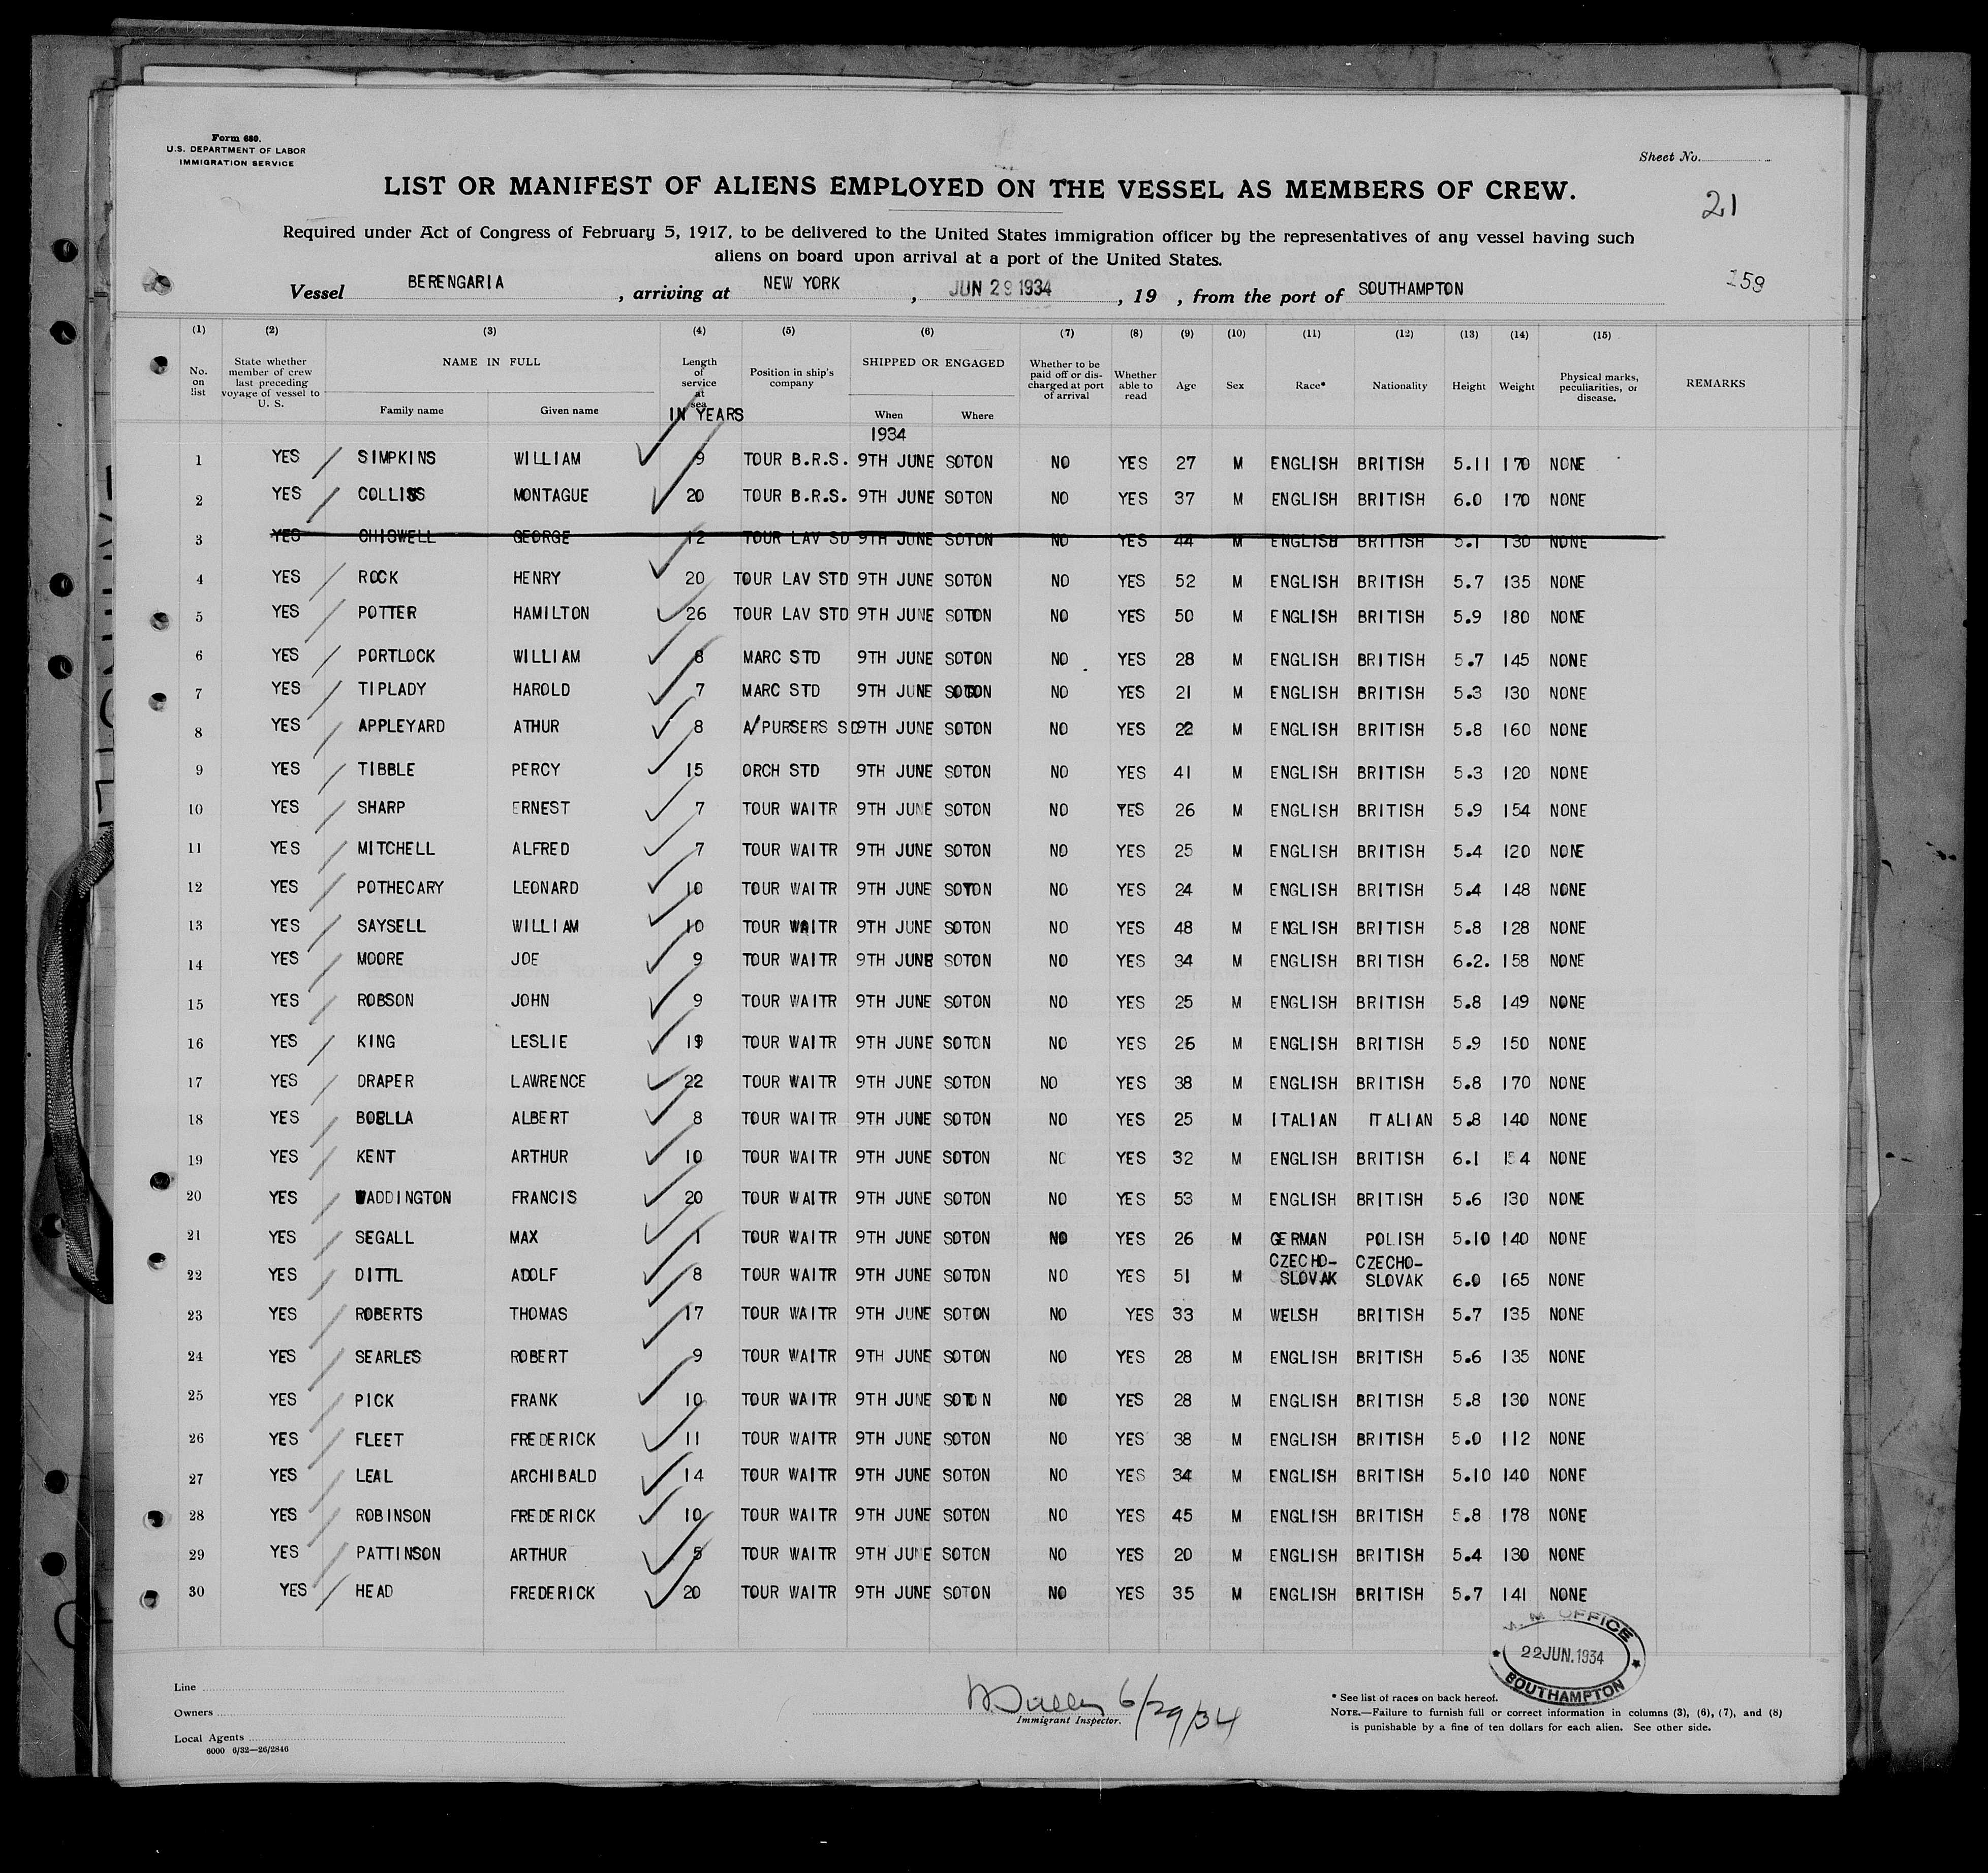 Form 680.
U.S. DEPARTMENT OF LABOR
IMMIGRATION SERVICE
Sheet No.
LIST OR MANIFEST OF ALIENS EMPLOYED ON THE VESSEL AS MEMBERS OF CREW.
21
Required under Act of Congress of February 5, 1917, to be delivered to the United States immigration officer by the representatives of any vessel having such
aliens on board upon arrival at a port of the United States.
159
Vessel BERENGARIA, arriving at NEW YORK, JUN 29 1934, 19 , from the port of SOUTHAMPTON
(1) (2) (3) (4) (5) (6) (7) (8) (9) (10) (11) (12) (13) (14) (15)
No. on list State whether member of crew last preceding voyage of vessel to U. S. NAME IN FULL Family name Given name Length of service at sea IN YEARS Position in ship's company SHIPPED OR ENGAGED When Where Whether to be paid off or discharged at port of arrival Whether able to read Age Sex Race* Nationality Height Weight Physical marks, peculiarities, or disease. REMARKS
1934
1 YES SIMPKINS WILLIAM 9 TOUR B.R.S. 9TH JUNE SOTON NO YES 27 M ENGLISH BRITISH 5.11 170 NONE
2 YES COLLISS MONTAGUE 20 TOUR B.R.S. 9TH JUNE SOTON NO YES 37 M ENGLISH BRITISH 6.0 170 NONE
3 YES CHISWELL GEORGE 12 TOUR LAV SD 9TH JUNE SOTON NO YES 44 M ENGLISH BRITISH 5.1 130 NONE
4 YES ROCK HENRY 20 TOUR LAV STD 9TH JUNE SOTON NO YES 52 M ENGLISH BRITISH 5.7 135 NONE
5 YES POTTER HAMILTON 26 TOUR LAV STD 9TH JUNE SOTON NO YES 50 M ENGLISH BRITISH 5.9 180 NONE
6 YES PORTLOCK WILLIAM 8 MARC STD 9TH JUNE SOTON NO YES 28 M ENGLISH BRITISH 5.7 145 NONE
7 YES TIPLADY HAROLD 7 MARC STD 9TH JUNE SOTON NO YES 21 M ENGLISH BRITISH 5.3 130 NONE
8 YES APPLEYARD ATHUR 8 A/PURSERS SD 9TH JUNE SOTON NO YES 22 M ENGLISH BRITISH 5.8 160 NONE
9 YES TIBBLE PERCY 15 ORCH STD 9TH JUNE SOTON NO YES 41 M ENGLISH BRITISH 5.3 120 NONE
10 YES SHARP ERNEST 7 TOUR WAITR 9TH JUNE SOTON NO YES 26 M ENGLISH BRITISH 5.9 154 NONE
11 YES MITCHELL ALFRED 7 TOUR WAITR 9TH JUNE SOTON NO YES 25 M ENGLISH BRITISH 5.4 120 NONE
12 YES POTHECARY LEONARD 10 TOUR WAITR 9TH JUNE SOTON NO YES 24 M ENGLISH BRITISH 5.4 148 NONE
13 YES SAYSELL WILLIAM 10 TOUR WAITR 9TH JUNE SOTON NO YES 48 M ENGLISH BRITISH 5.8 128 NONE
14 YES MOORE JOE 9 TOUR WAITR 9TH JUNE SOTON NO YES 34 M ENGLISH BRITISH 6.2. 158 NONE
15 YES ROBSON JOHN 9 TOUR WAITR 9TH JUNE SOTON NO YES 25 M ENGLISH BRITISH 5.8 149 NONE
16 YES KING LESLIE 19 TOUR WAITR 9TH JUNE SOTON NO YES 26 M ENGLISH BRITISH 5.9 150 NONE
17 YES DRAPER LAWRENCE 22 TOUR WAITR 9TH JUNE SOTON NO YES 38 M ENGLISH BRITISH 5.8 170 NONE
18 YES BOELLA ALBERT 8 TOUR WAITR 9TH JUNE SOTON NO YES 25 M ITALIAN ITALIAN 5.8 140 NONE
19 YES KENT ARTHUR 10 TOUR WAITR 9TH JUNE SOTON NO YES 32 M ENGLISH BRITISH 6.1 154 NONE
20 YES WADDINGTON FRANCIS 20 TOUR WAITR 9TH JUNE SOTON NO YES 53 M ENGLISH BRITISH 5.6 130 NONE
21 YES SEGALL MAX 1 TOUR WAITR 9TH JUNE SOTON NO YES 26 M GERMAN POLISH 5.10 140 NONE
22 YES DITTL ADOLF 8 TOUR WAITR 9TH JUNE SOTON NO YES 51 M CZECHO-SLOVAK CZECHO-SLOVAK 6.0 165 NONE
23 YES ROBERTS THOMAS 17 TOUR WAITR 9TH JUNE SOTON NO YES 33 M WELSH BRITISH 5.7 135 NONE
24 YES SEARLES ROBERT 9 TOUR WAITR 9TH JUNE SOTON NO YES 28 M ENGLISH BRITISH 5.6 135 NONE
25 YES PICK FRANK 10 TOUR WAITR 9TH JUNE SOTON NO YES 28 M ENGLISH BRITISH 5.8 130 NONE
26 YES FLEET FREDERICK 11 TOUR WAITR 9TH JUNE SOTON NO YES 38 M ENGLISH BRITISH 5.0 112 NONE
27 YES LEAL ARCHIBALD 14 TOUR WAITR 9TH JUNE SOTON NO YES 34 M ENGLISH BRITISH 5.10 140 NONE
28 YES ROBINSON FREDERICK 10 TOUR WAITR 9TH JUNE SOTON NO YES 45 M ENGLISH BRITISH 5.8 178 NONE
29 YES PATTINSON ARTHUR 5 TOUR WAITR 9TH JUNE SOTON NO YES 20 M ENGLISH BRITISH 5.4 130 NONE
30 YES HEAD FREDERICK 20 TOUR WAITR 9TH JUNE SOTON NO YES 35 M ENGLISH BRITISH 5.7 141 NONE
OFFICE
22 JUN. 1934
SOUTHAMPTON
Line
Owners
Local Agents
6000 6/32—26/2846
6/29/34
Immigrant Inspector.
* See list of races on back hereof.
NOTE.—Failure to furnish full or correct information in columns (3), (6), (7), and (8)
is punishable by a fine of ten dollars for each alien. See other side.